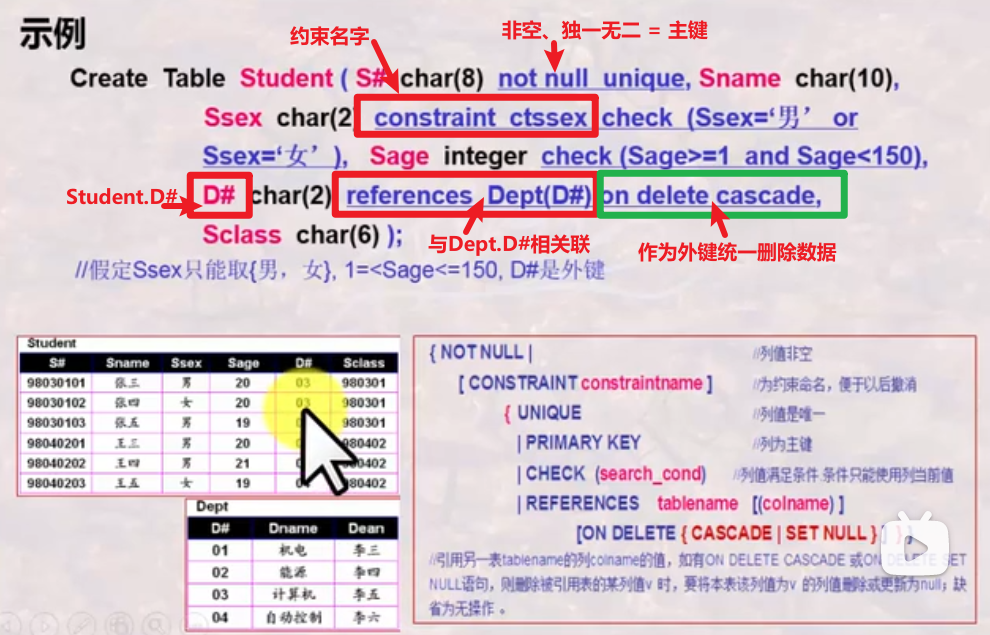 示例
约束名字
非空、独一无二 = 主键
Create Table Student ( S# char(8) not null unique, Sname char(10),
Ssex char(2) constraint ctssex check (Ssex=‘男’ or
Ssex=‘女’), Sage integer check (Sage>=1 and Sage<150),
Student.D#
D# char(2) references Dept(D#) on delete cascade,
Sclass char(6) );
与Dept.D#相关联
作为外键统一删除数据
//假定Ssex只能取{男，女}, 1=<Sage<=150, D#是外键
Student
S# Sname Ssex Sage D# Sclass
98030101 张三 男 20 03 980301
98030102 张四 女 20 03 980301
98030103 张五 男 19 980301
98040201 王三 男 20 980402
98040202 王四 男 21 980402
98040203 王五 女 19 980402
Dept
D# Dname Dean
01 机电 李三
02 能源 李四
03 计算机 李五
04 自动控制 李六
{ NOT NULL | //列值非空
[ CONSTRAINT constraintname ] //为约束命名，便于以后撤消
{ UNIQUE //列值是唯一
| PRIMARY KEY //列为主键
| CHECK (search_cond) //列值满足条件,条件只能使用列当前值
| REFERENCES tablename [(colname) ]
[ON DELETE { CASCADE | SET NULL } ] } }
//引用另一表tablename的列colname的值，如有ON DELETE CASCADE 或ON DELETE SET
NULL语句，则删除被引用表的某列值v 时，要将本表该列值为v 的列值删除或更新为null；缺
省为无操作 。